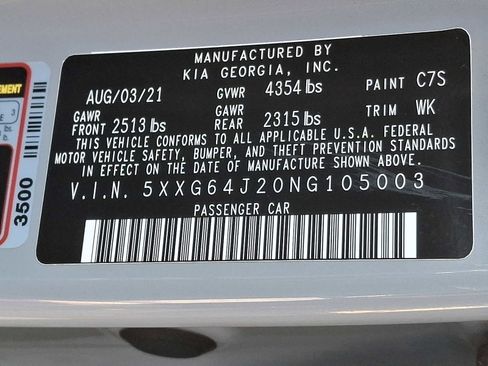 MANUFACTURED BY
KIA GEORGIA, INC.
AUG/03/21 GVWR 4354 lbs PAINT C7S
GAWR FRONT 2513 lbs GAWR REAR 2315 lbs TRIM WK
THIS VEHICLE CONFORMS TO ALL APPLICABLE U.S.A. FEDERAL
MOTOR VEHICLE SAFETY, BUMPER, AND THEFT PREVENTION STANDARDS
IN EFFECT ON THE DATE OF MANUFACTURE SHOWN ABOVE.
V.I.N. 5XXG64J20NG105003
PASSENGER CAR
3500